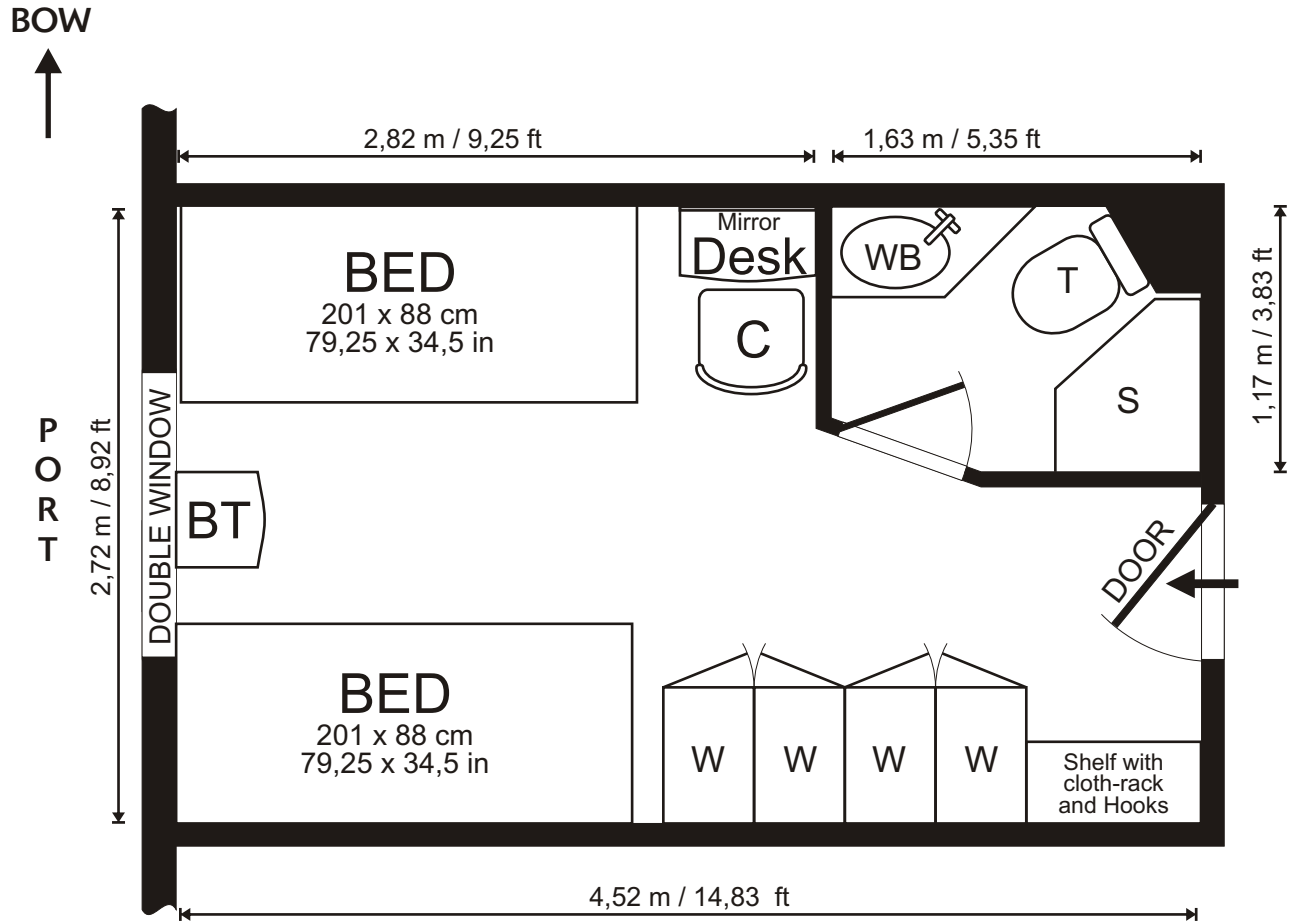 BOW
2,82 m / 9,25 ft
1,63 m / 5,35 ft
BED
201 x 88 cm
79,25 x 34,5 in
Mirror
Desk
C
WB
T
S
1,17 m / 3,83 ft
PORT
2,72 m / 8,92 ft
DOUBLE WINDOW
BT
DOOR
BED
201 x 88 cm
79,25 x 34,5 in
W
W
W
W
Shelf with
cloth-rack
and Hooks
4,52 m / 14,83 ft